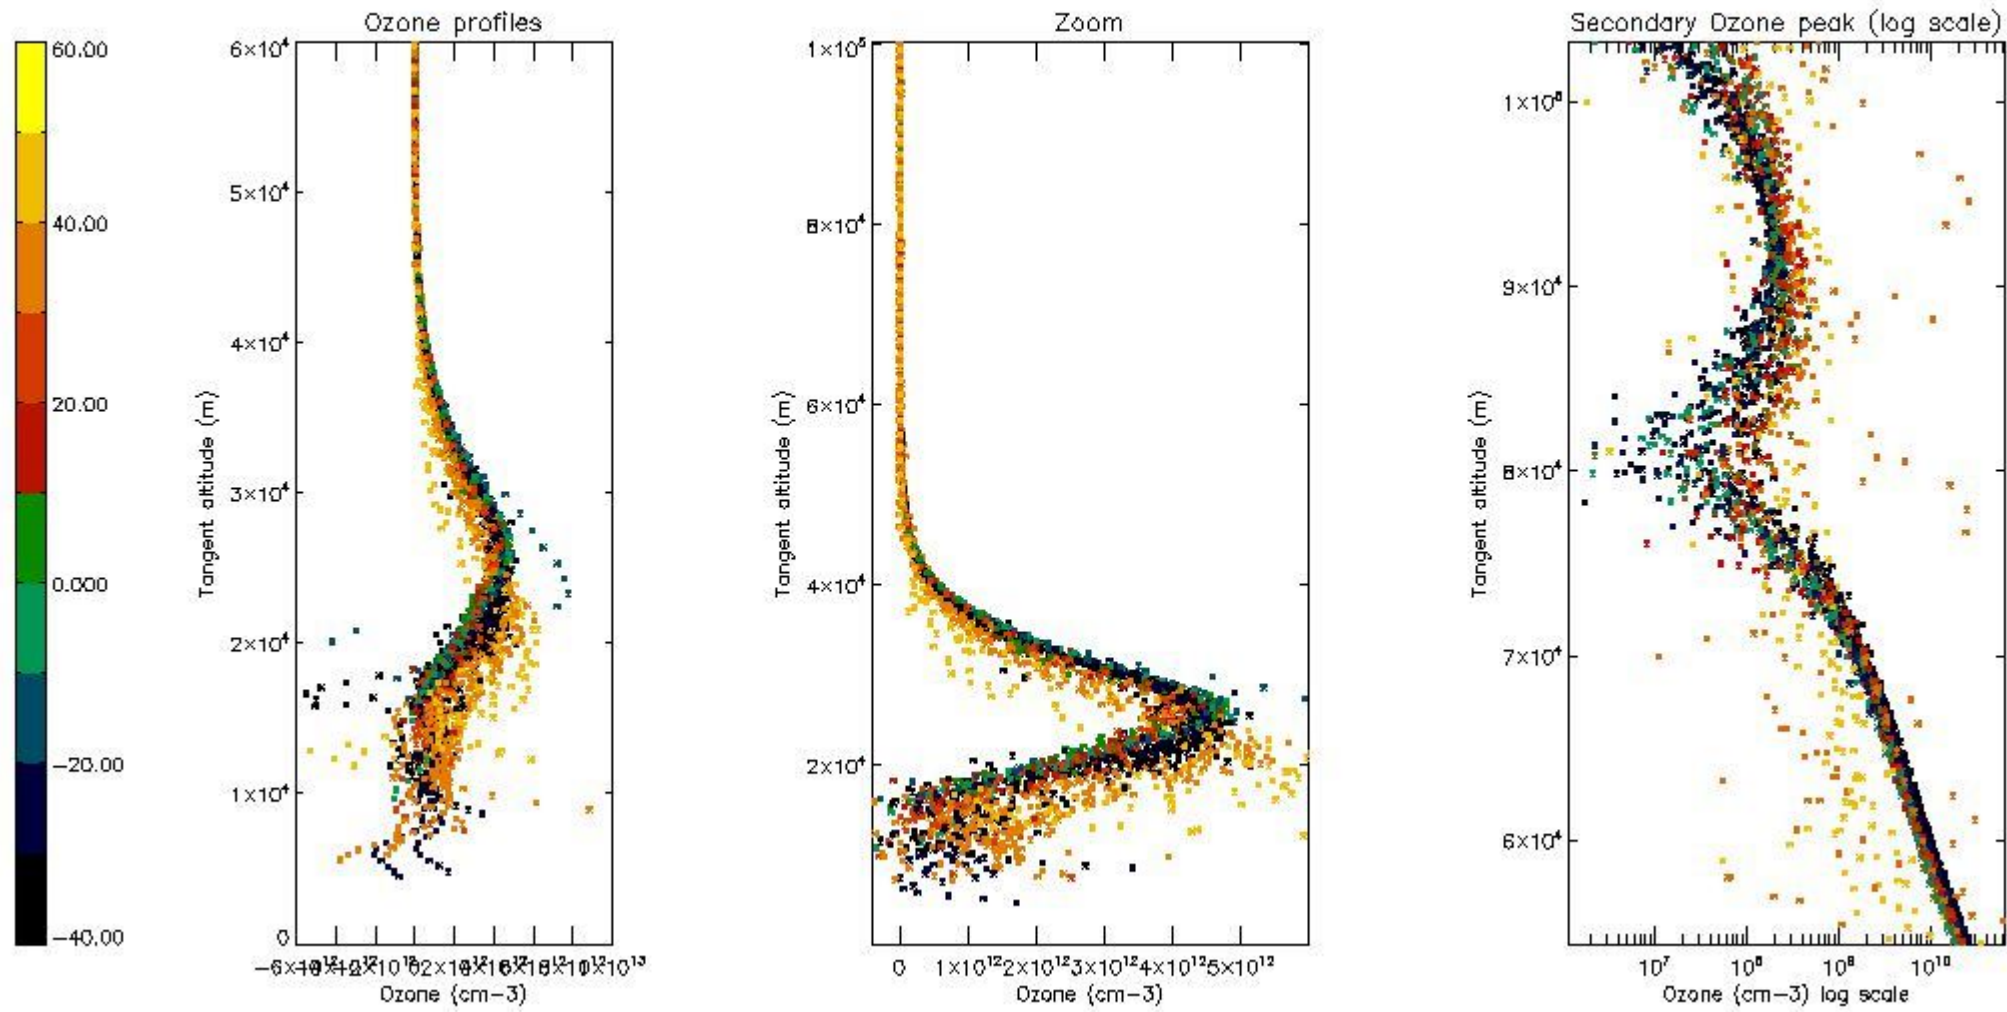 Ozone profiles
Zoom
Secondary Ozone peak (log scale)
60.00
40.00
20.00
0.000
−20.00
−40.00
6×10⁴
5×10⁴
4×10⁴
3×10⁴
2×10⁴
1×10⁴
0
Tangent altitude (m)
Ozone (cm−3)
1×10⁵
8×10⁴
6×10⁴
4×10⁴
2×10⁴
Tangent altitude (m)
0 1×10¹² 2×10¹² 3×10¹² 4×10¹² 5×10¹²
Ozone (cm−3)
1×10⁵
9×10⁴
8×10⁴
7×10⁴
6×10⁴
Tangent altitude (m)
10⁷ 10⁸ 10⁹ 10¹⁰
Ozone (cm−3) log scale